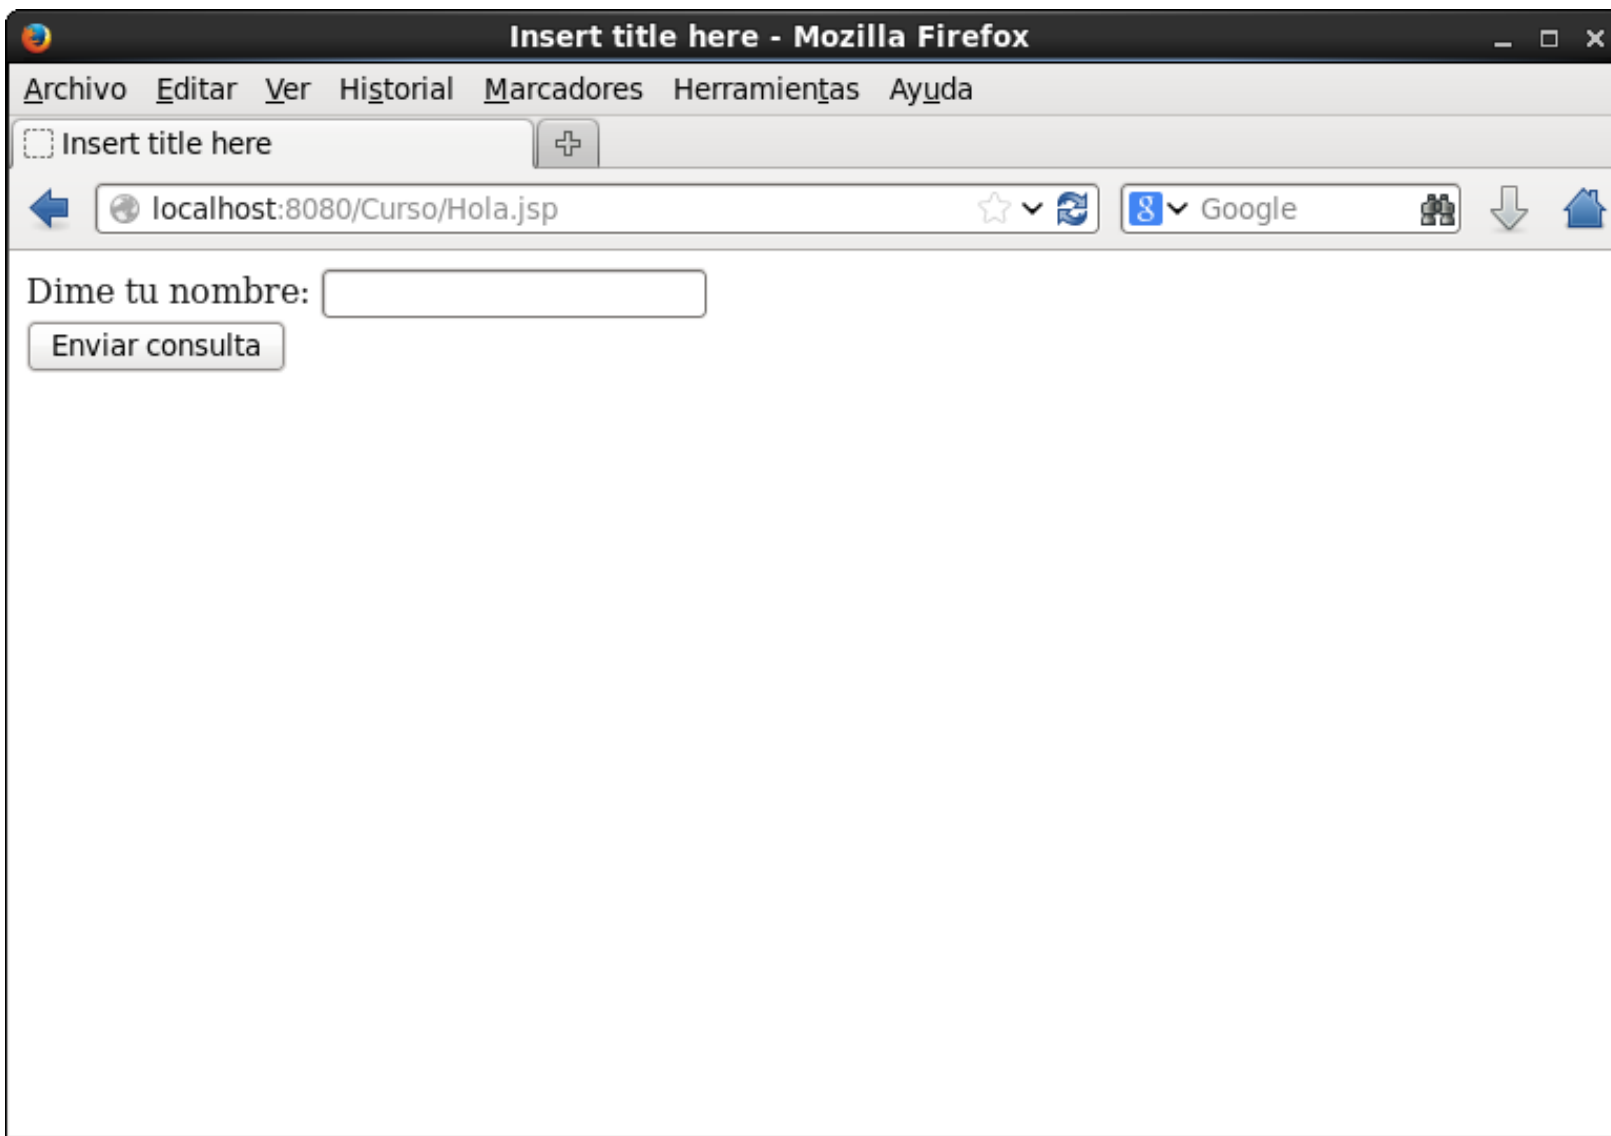 Insert title here - Mozilla Firefox
Archivo Editar Ver Historial Marcadores Herramientas Ayuda
Insert title here
localhost:8080/Curso/Hola.jsp 8 Google
Dime tu nombre:
Enviar consulta